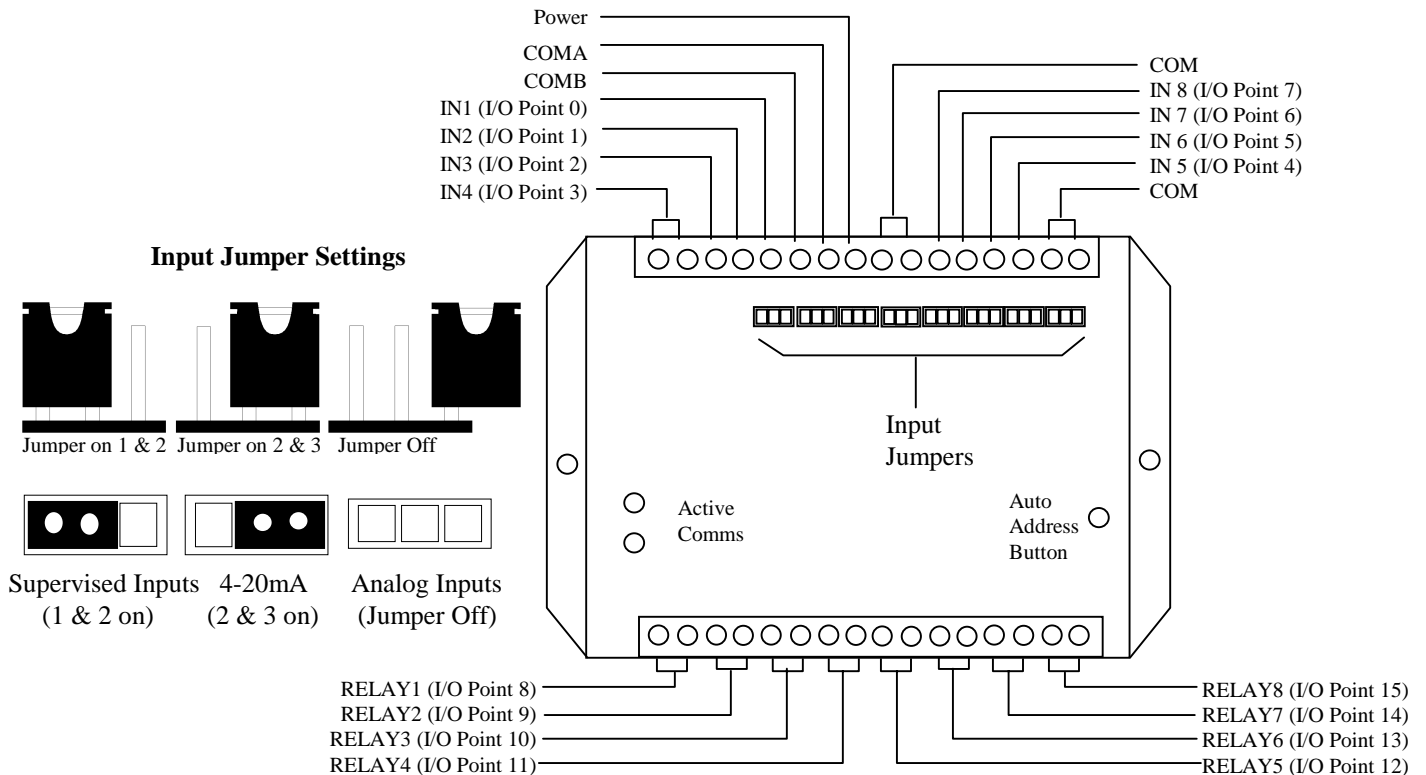 Power
COMA
COMB
IN1 (I/O Point 0)
IN2 (I/O Point 1)
IN3 (I/O Point 2)
IN4 (I/O Point 3)
COM
IN 8 (I/O Point 7)
IN 7 (I/O Point 6)
IN 6 (I/O Point 5)
IN 5 (I/O Point 4)
COM
Input Jumper Settings
Jumper on 1 & 2
Jumper on 2 & 3
Jumper Off
Supervised Inputs
(1 & 2 on)
4-20mA
(2 & 3 on)
Analog Inputs
(Jumper Off)
Input
Jumpers
Active
Comms
Auto
Address
Button
RELAY1 (I/O Point 8)
RELAY2 (I/O Point 9)
RELAY3 (I/O Point 10)
RELAY4 (I/O Point 11)
RELAY8 (I/O Point 15)
RELAY7 (I/O Point 14)
RELAY6 (I/O Point 13)
RELAY5 (I/O Point 12)